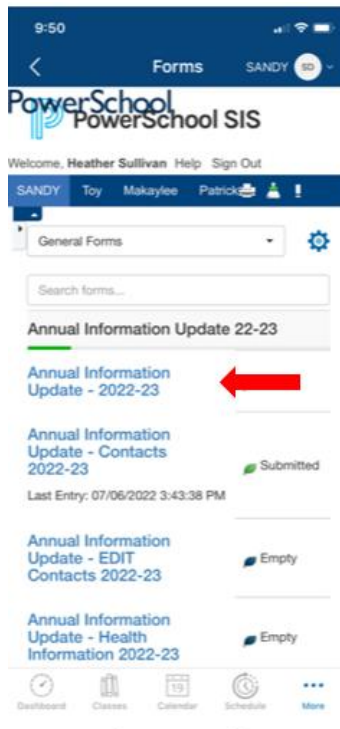 9:50
Forms
SANDY SD
PowerSchool
PowerSchool SIS
Welcome, Heather Sullivan Help Sign Out
SANDY Toy Makaylee Patrick
General Forms
Search forms...
Annual Information Update 22-23
Annual Information
Update - 2022-23
Annual Information
Update - Contacts
2022-23
Submitted
Last Entry: 07/06/2022 3:43:38 PM
Annual Information
Update - EDIT
Contacts 2022-23
Empty
Annual Information
Update - Health
Information 2022-23
Empty
19
Dashboard Classes Calendar Schedule More